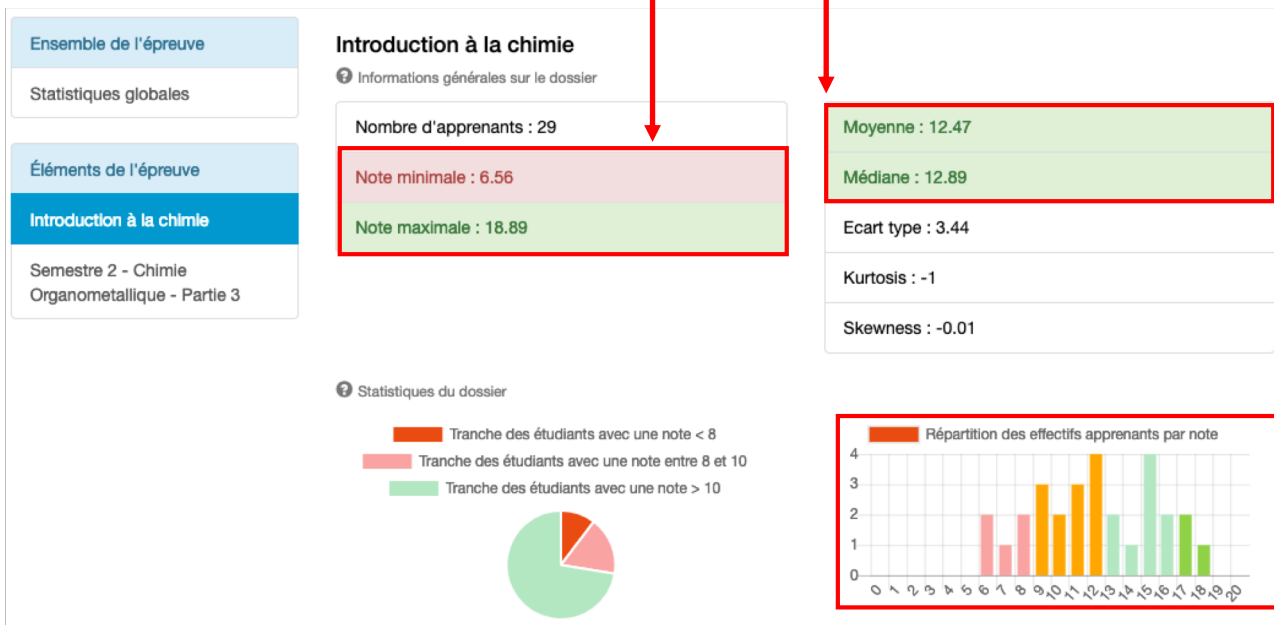 Ensemble de l'épreuve
Statistiques globales
Éléments de l'épreuve
Introduction à la chimie
Semestre 2 - Chimie
Organometallique - Partie 3
Introduction à la chimie
Informations générales sur le dossier
Nombre d'apprenants : 29
Note minimale : 6.56
Note maximale : 18.89
Moyenne : 12.47
Médiane : 12.89
Ecart type : 3.44
Kurtosis : -1
Skewness : -0.01
Statistiques du dossier
Tranche des étudiants avec une note < 8
Tranche des étudiants avec une note entre 8 et 10
Tranche des étudiants avec une note > 10
Répartition des effectifs apprenants par note
4
3
2
1
0
0 1 2 3 4 5 6 7 8 9 10 11 12 13 14 15 16 17 18 19 20